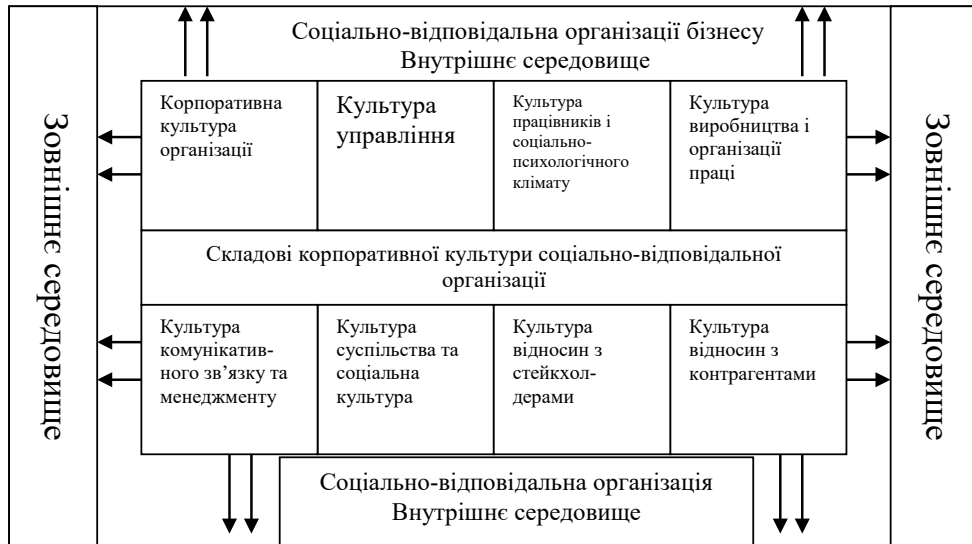 Соціально-відповідальна організації бізнесу
Внутрішнє середовище
Зовнішнє середовище
Корпоративна
культура
організації
Культура
управління
Культура
працівників і
соціально-
психологічного
клімату
Культура
виробництва і
організації
праці
Зовнішнє середовище
Складові корпоративної культури соціально-відповідальної
організації
Культура
комунікатив-
ного зв’язку та
менеджменту
Культура
суспільства та
соціальна
культура
Культура
відносин з
стейкхол-
дерами
Культура
відносин з
контрагентами
Соціально-відповідальна організація
Внутрішнє середовище